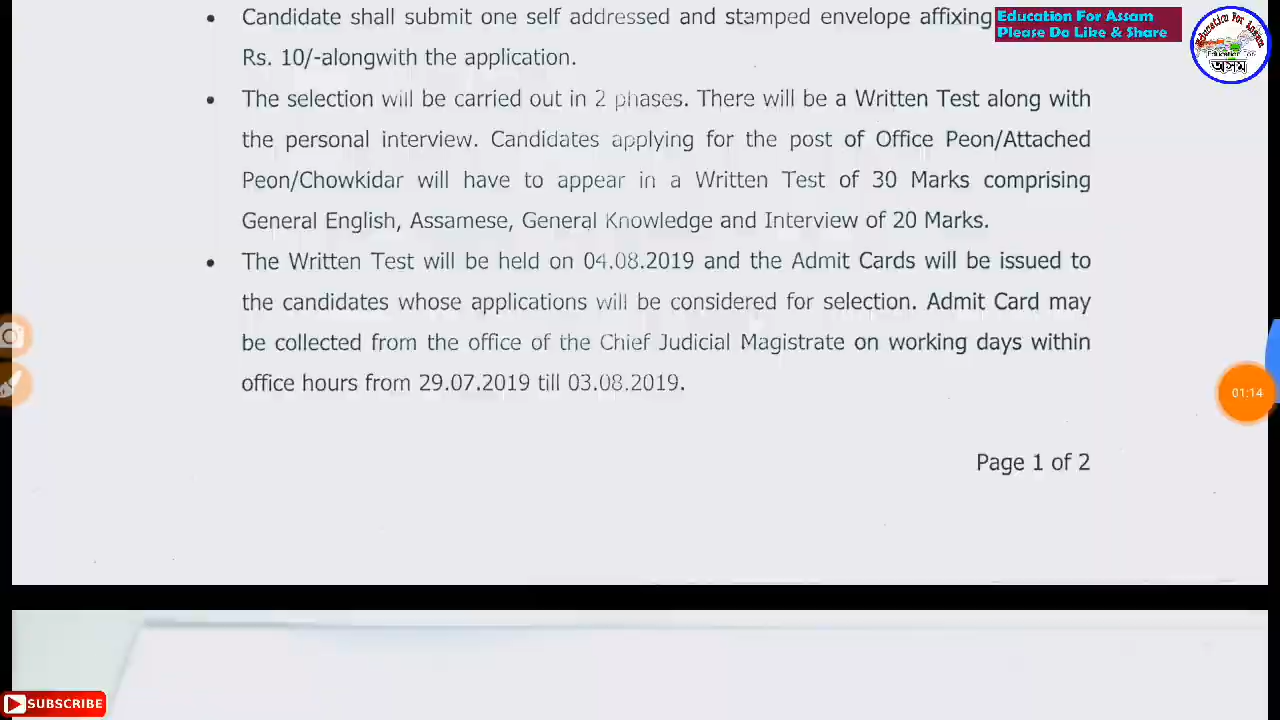 Candidate shall submit one self addressed and stamped envelope affixing
Rs. 10/-alongwith the application.
The selection will be carried out in 2 phases. There will be a Written Test along with
the personal interview. Candidates applying for the post of Office Peon/Attached
Peon/Chowkidar will have to appear in a Written Test of 30 Marks comprising
General English, Assamese, General Knowledge and Interview of 20 Marks.
The Written Test will be held on 04.08.2019 and the Admit Cards will be issued to
the candidates whose applications will be considered for selection. Admit Card may
be collected from the office of the Chief Judicial Magistrate on working days within
office hours from 29.07.2019 till 03.08.2019.
Page 1 of 2
Education For Assam
Please Do Like & Share
Education For Assam
Education For
অসম
01:14
SUBSCRIBE